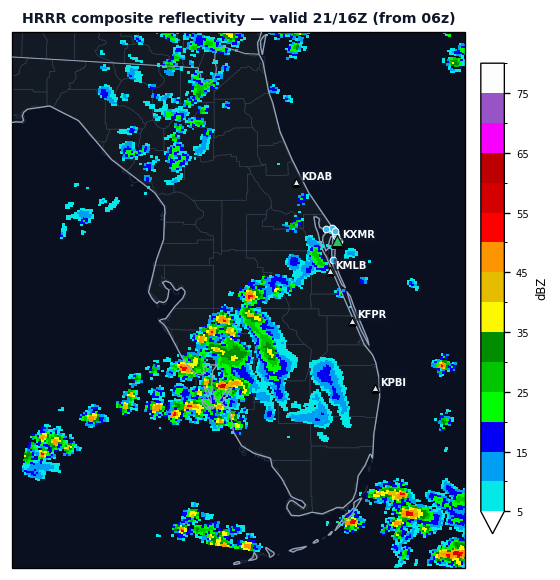 HRRR composite reflectivity — valid 21/16Z (from 06z)
KDAB
KXMR
KMLB
KFPR
KPBI
75
65
55
45
35
25
15
5
dBZ